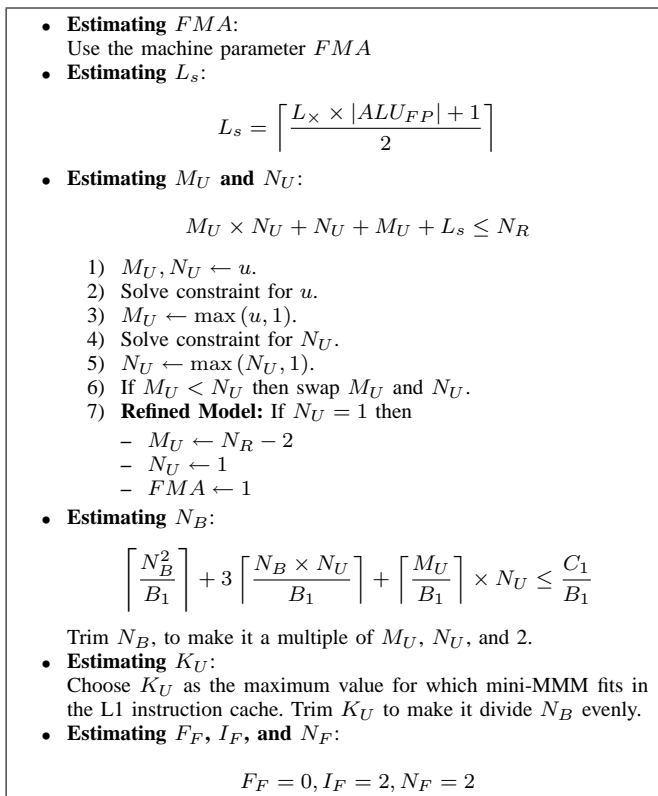 • Estimating FMA:
Use the machine parameter FMA
• Estimating L_s:
L_s = ⌈ (L_× × |ALU_{FP}| + 1) / 2 ⌉
• Estimating M_U and N_U:
M_U × N_U + N_U + M_U + L_s ≤ N_R
1) M_U, N_U ← u.
2) Solve constraint for u.
3) M_U ← max (u, 1).
4) Solve constraint for N_U.
5) N_U ← max (N_U, 1).
6) If M_U < N_U then swap M_U and N_U.
7) Refined Model: If N_U = 1 then
– M_U ← N_R − 2
– N_U ← 1
– FMA ← 1
• Estimating N_B:
⌈ N_B^2 / B_1 ⌉ + 3 ⌈ (N_B × N_U) / B_1 ⌉ + ⌈ M_U / B_1 ⌉ × N_U ≤ C_1 / B_1
Trim N_B, to make it a multiple of M_U, N_U, and 2.
• Estimating K_U:
Choose K_U as the maximum value for which mini-MMM fits in
the L1 instruction cache. Trim K_U to make it divide N_B evenly.
• Estimating F_F, I_F, and N_F:
F_F = 0, I_F = 2, N_F = 2